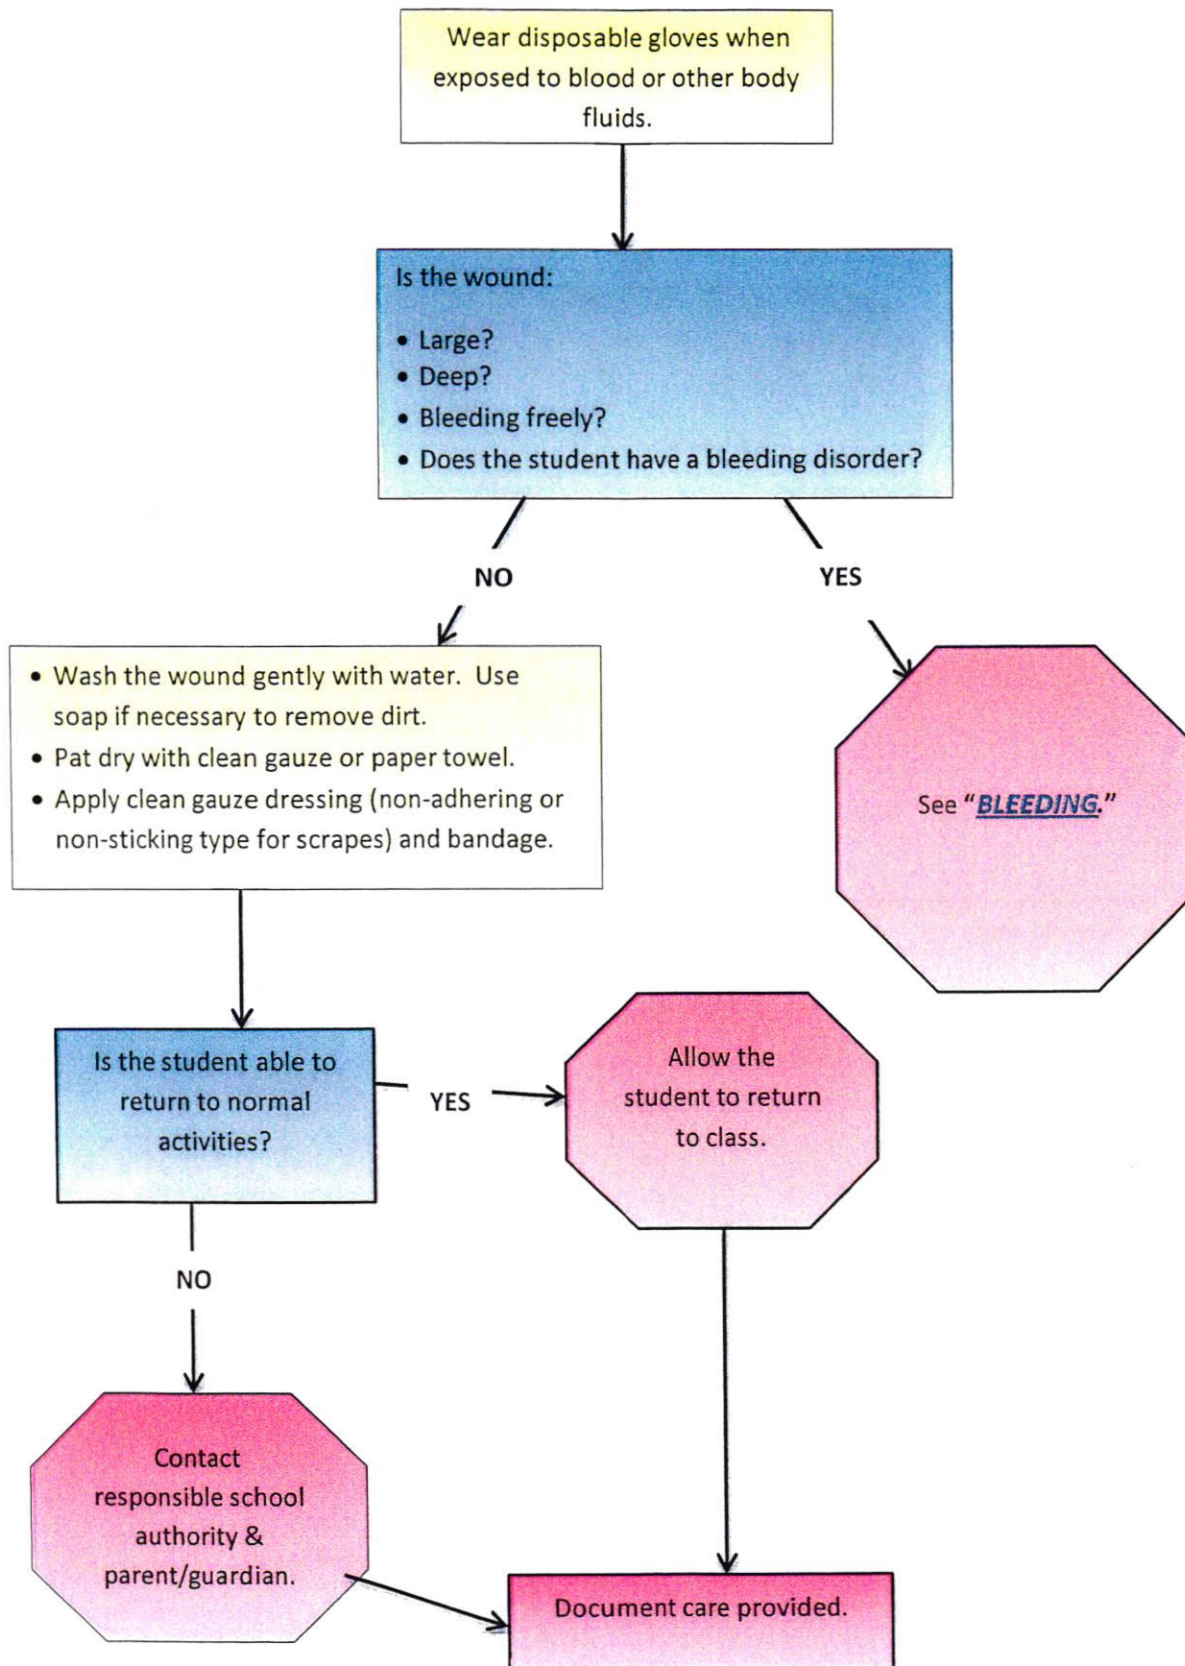 Wear disposable gloves when
exposed to blood or other body
fluids.
Is the wound:
• Large?
• Deep?
• Bleeding freely?
• Does the student have a bleeding disorder?
NO
YES
• Wash the wound gently with water. Use
soap if necessary to remove dirt.
• Pat dry with clean gauze or paper towel.
• Apply clean gauze dressing (non-adhering or
non-sticking type for scrapes) and bandage.
See “BLEEDING.”
Is the student able to
return to normal
activities?
YES
Allow the
student to return
to class.
NO
Contact
responsible school
authority &
parent/guardian.
Document care provided.